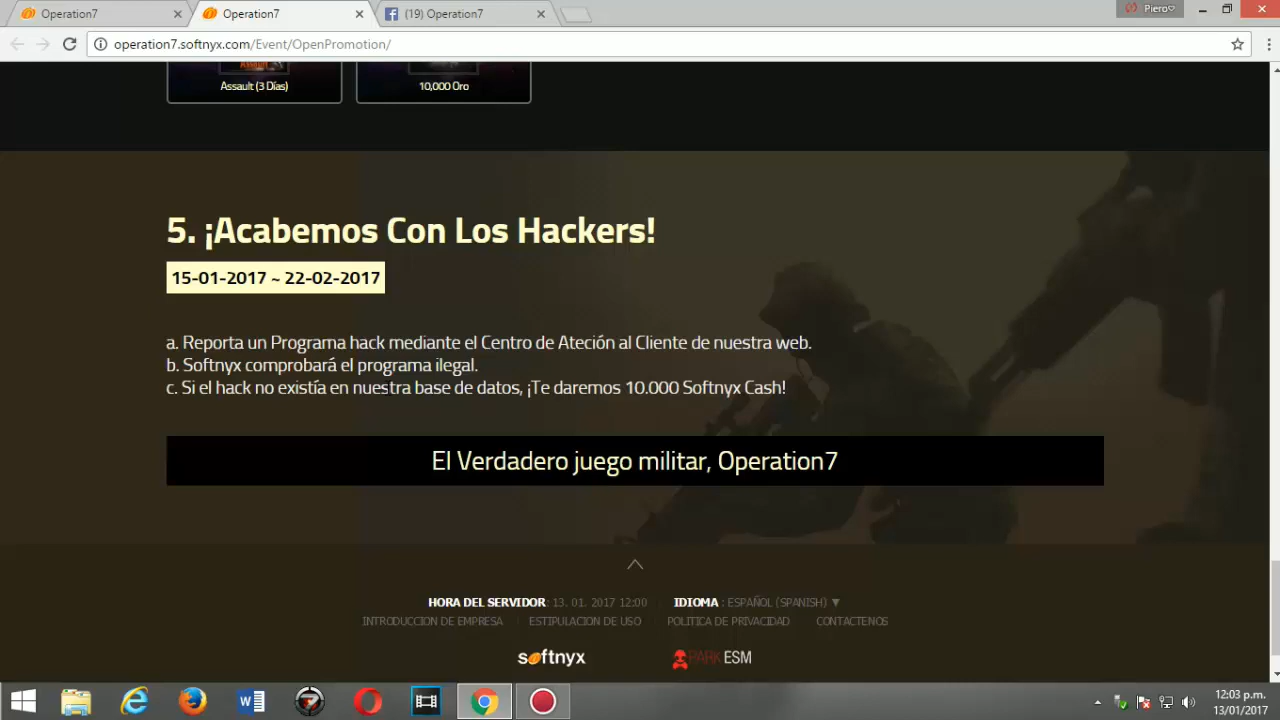 Operation7
Operation7
(19) Operation7
Piero
operation7.softnyx.com/Event/OpenPromotion/
Assault (3 Días)
10,000 Oro
5. ¡Acabemos Con Los Hackers!
15-01-2017 ~ 22-02-2017
a. Reporta un Programa hack mediante el Centro de Ateción al Cliente de nuestra web.
b. Softnyx comprobará el programa ilegal.
c. Si el hack no existía en nuestra base de datos, ¡Te daremos 10.000 Softnyx Cash!
El Verdadero juego militar, Operation7
HORA DEL SERVIDOR: 13. 01. 2017 12:00 IDIOMA : ESPAÑOL (SPANISH) ▼
INTRODUCCION DE EMPRESA ESTIPULACION DE USO POLITICA DE PRIVACIDAD CONTACTENOS
softnyx PARK ESM
12:03 p.m.
13/01/2017